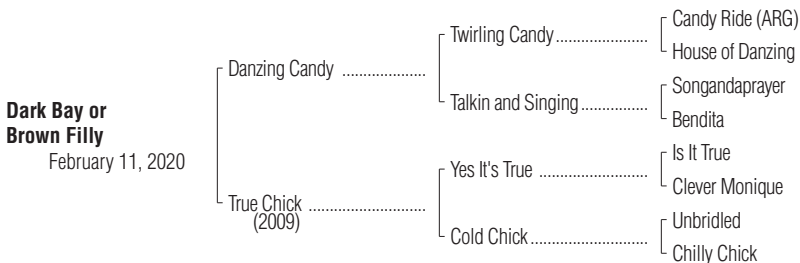 Candy Ride (ARG)
Twirling Candy......................
House of Danzing
Danzing Candy ....................
Songandaprayer
Talkin and Singing................
Bendita
Dark Bay or
Brown Filly
February 11, 2020
Is It True
Yes It's True ..........................
Clever Monique
True Chick ............................
(2009)
Unbridled
Cold Chick............................
Chilly Chick